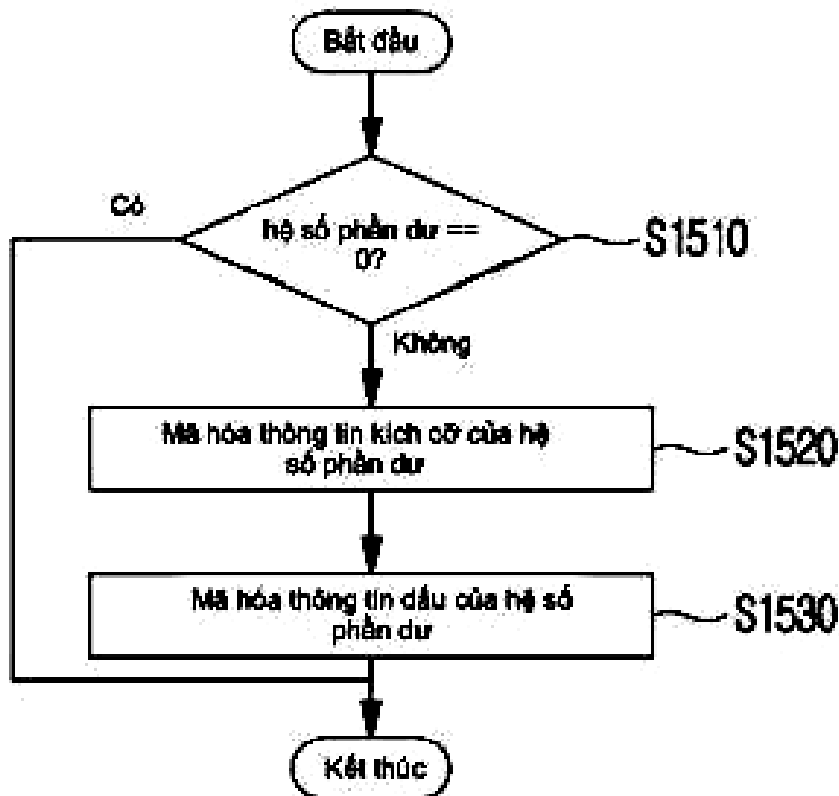 Bắt đầu
Có
hệ số phần dư ==
0?
S1510
Không
Mã hóa thông tin kích cỡ của hệ
số phần dư
S1520
Mã hóa thông tin dấu của hệ số
phần dư
S1530
Kết thúc